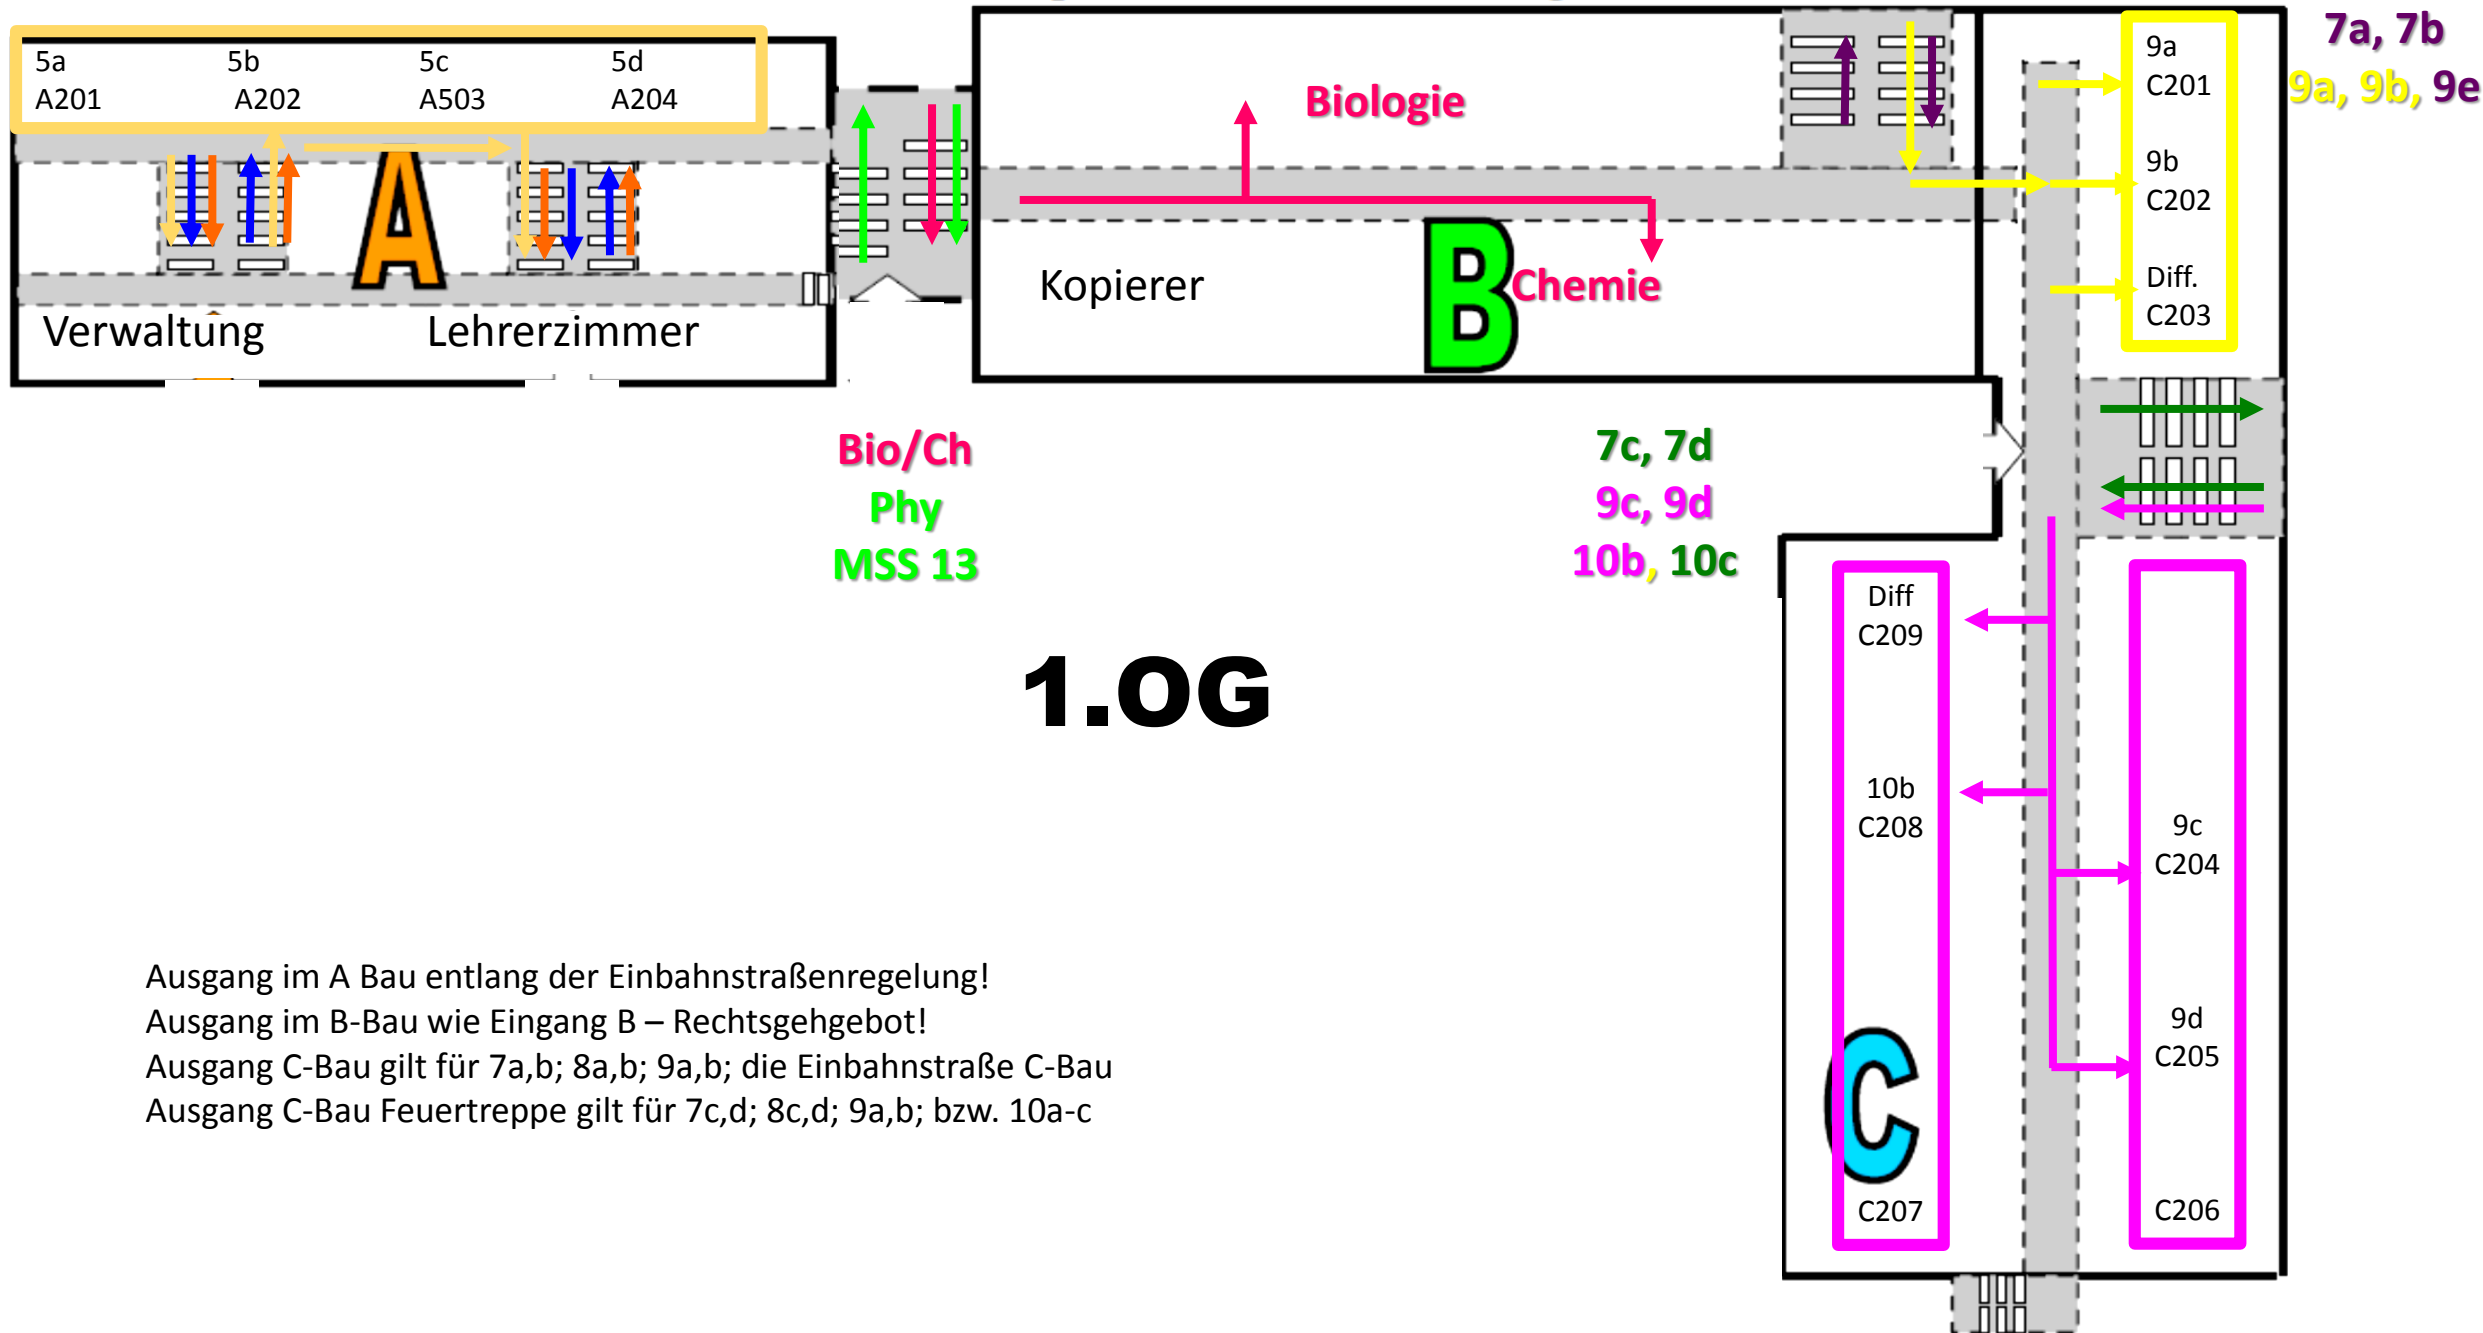 5a 5b 5c 5d
A201 A202 A503 A204
A
Verwaltung Lehrerzimmer
Biologie
Kopierer
B
Chemie
9a
C201
9b
C202
Diff.
C203
7a, 7b
9a, 9b, 9e
Bio/Ch
Phy
MSS 13
7c, 7d
9c, 9d
10b, 10c
1.OG
Diff
C209
10b
C208
C
C207
9c
C204
9d
C205
C206
Ausgang im A Bau entlang der Einbahnstraßenregelung!
Ausgang im B-Bau wie Eingang B – Rechtsgehgebot!
Ausgang C-Bau gilt für 7a,b; 8a,b; 9a,b; die Einbahnstraße C-Bau
Ausgang C-Bau Feuertreppe gilt für 7c,d; 8c,d; 9a,b; bzw. 10a-c